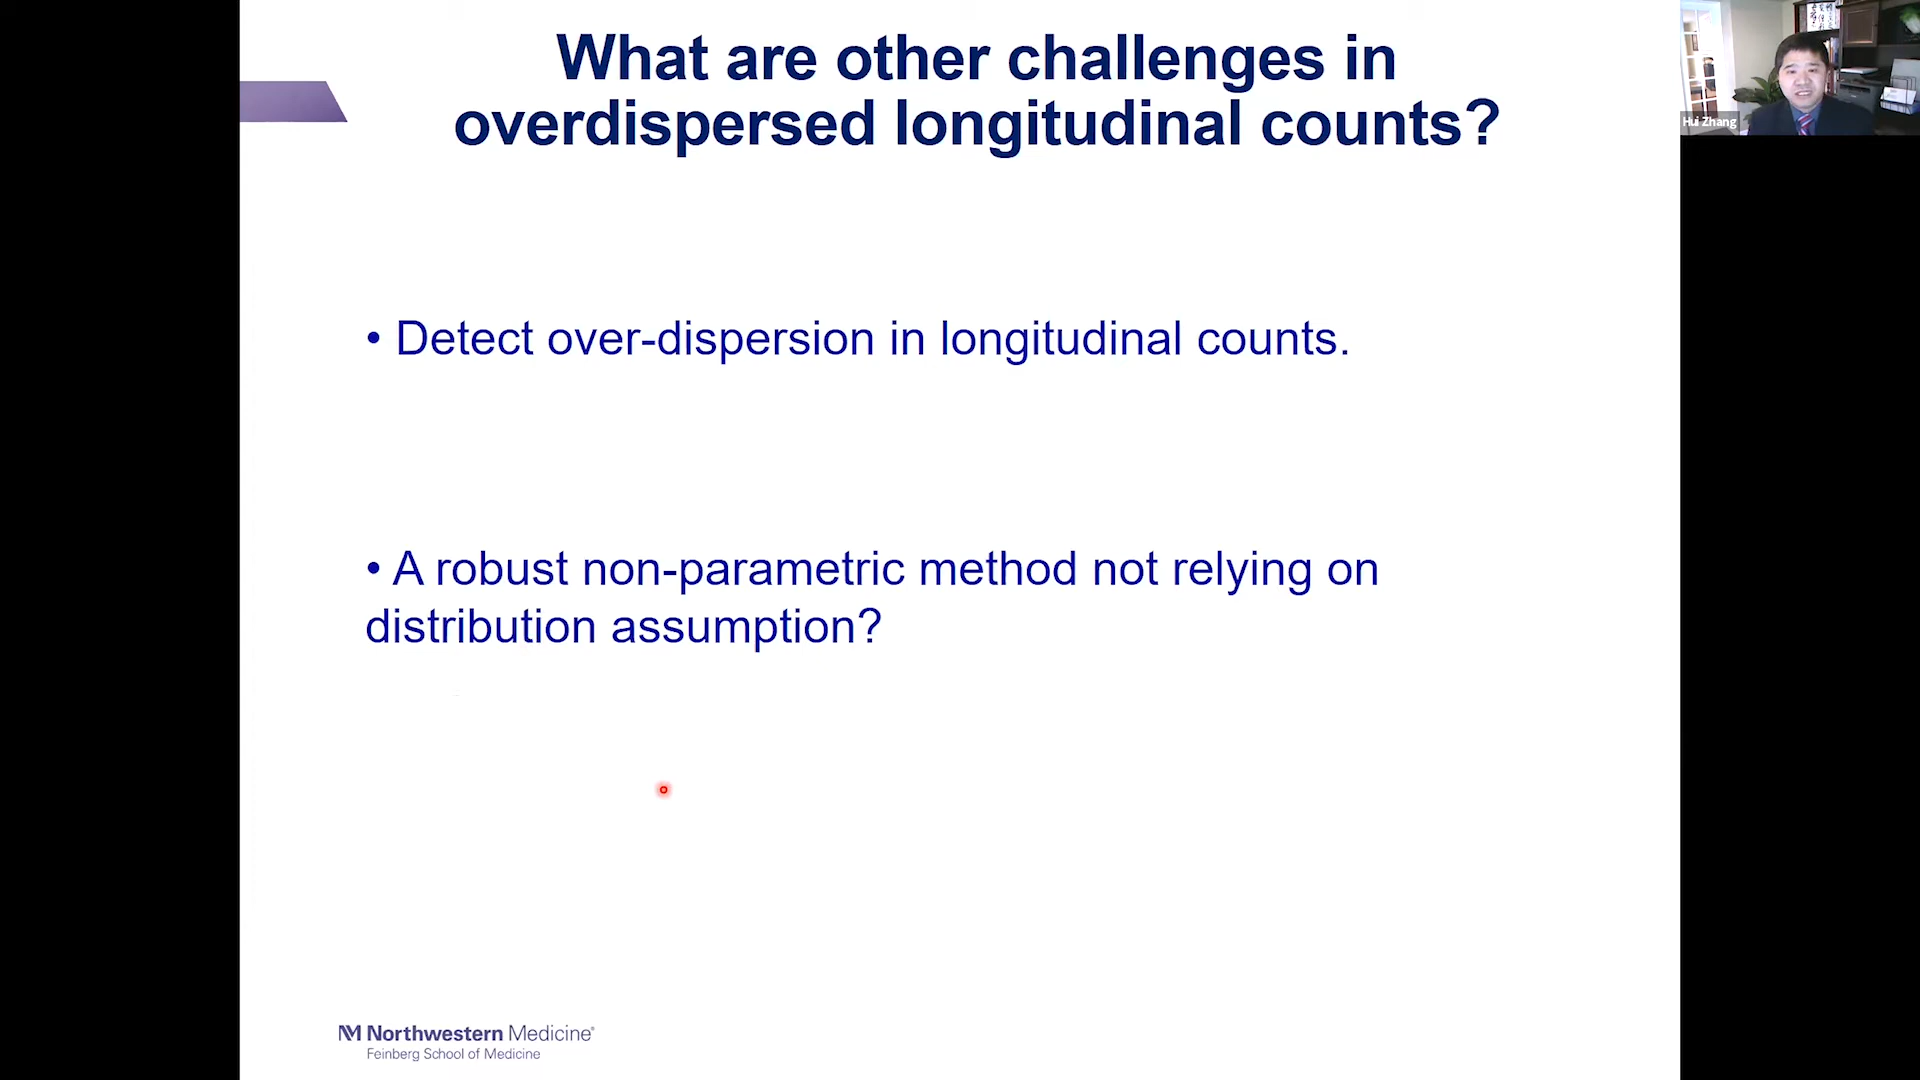 What are other challenges in
overdispersed longitudinal counts?
Hui Zhang
• Detect over-dispersion in longitudinal counts.
• A robust non-parametric method not relying on
distribution assumption?
NM Northwestern Medicine®
Feinberg School of Medicine